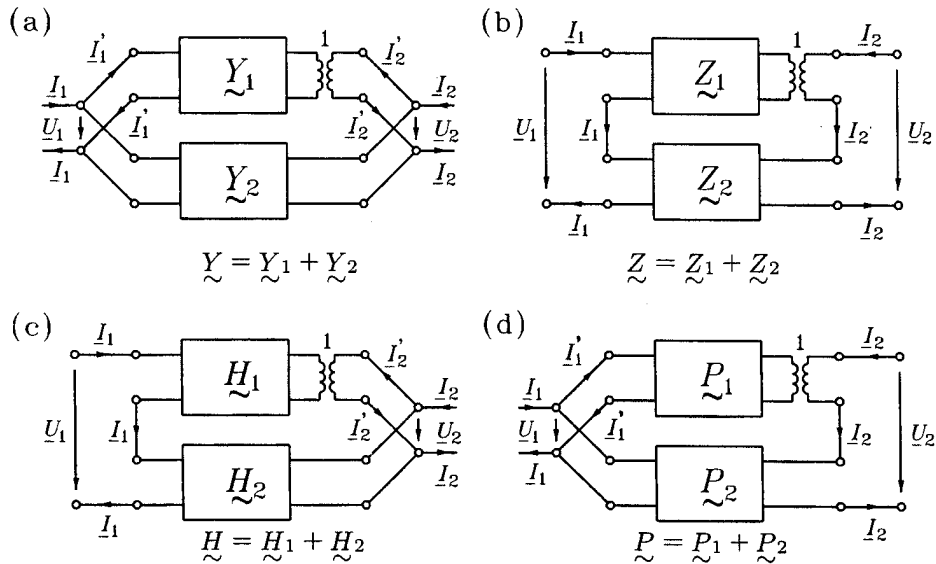 (a)
I₁' 1 I₂'
Y₁
I₁ I₂
U₁ I₁' I₂' U₂
I₁ Y₂ I₂
Y = Y₁ + Y₂
(b)
I₁ 1 I₂
Z₁
U₁ I₁ I₂ U₂
Z₂
I₁ I₂
Z = Z₁ + Z₂
(c)
I₁ 1 I₂'
H₁
I₂
U₁ I₁ I₂' U₂
H₂ I₂
I₁
H = H₁ + H₂
(d)
I₁' 1 I₂
P₁
I₁
U₁ I₁' I₂ U₂
I₁ P₂
I₂
P = P₁ + P₂